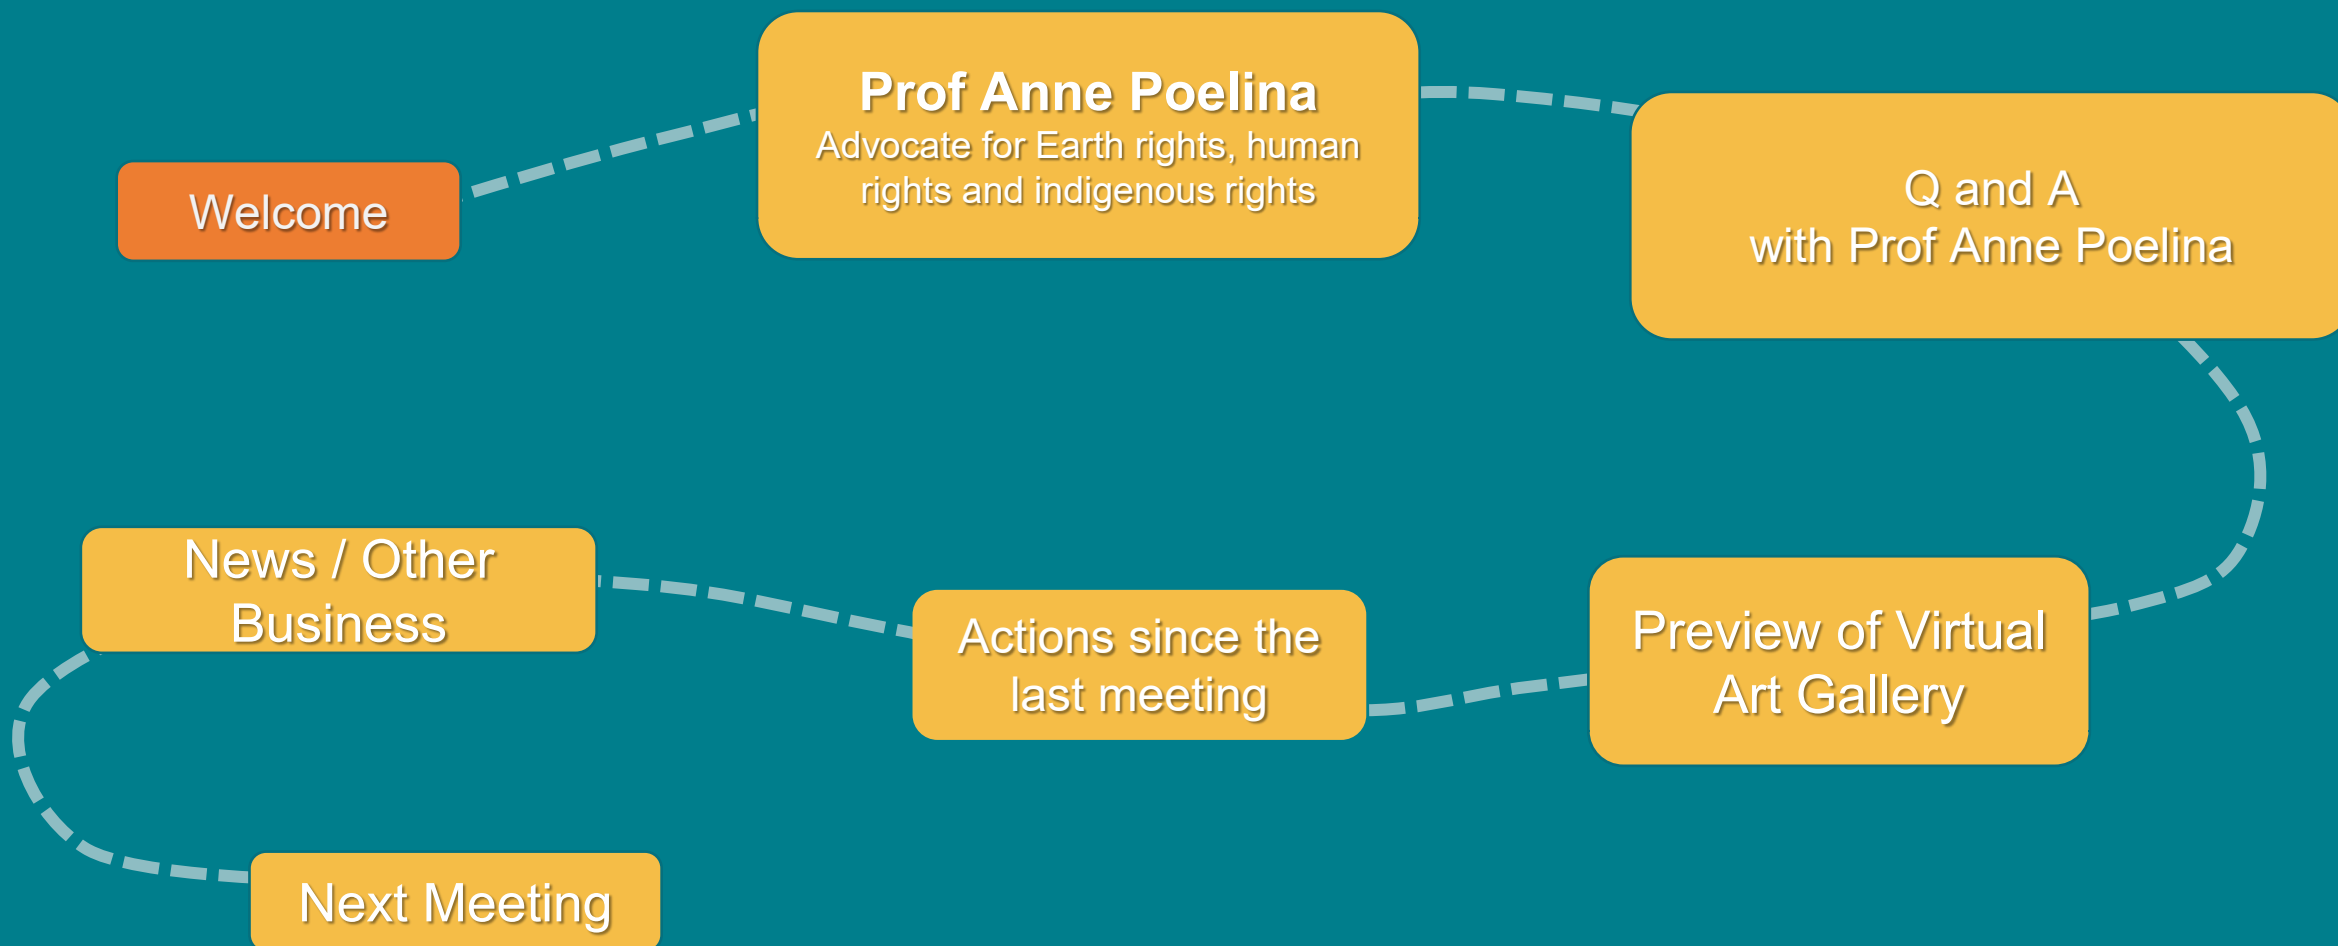 Welcome
Prof Anne Poelina
Advocate for Earth rights, human
rights and indigenous rights
Q and A
with Prof Anne Poelina
Preview of Virtual
Art Gallery
Actions since the
last meeting
News / Other
Business
Next Meeting